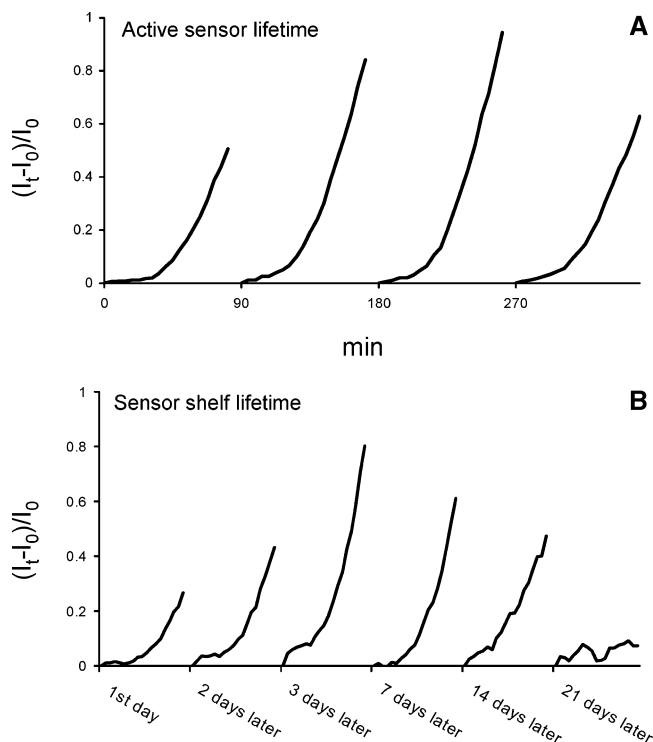 Active sensor lifetime
A
1
0.8
0.6
0.4
0.2
0
(It-I0)/I0
0 90 180 270
min
Sensor shelf lifetime
B
1
0.8
0.6
0.4
0.2
0
(It-I0)/I0
1st day
2 days later
3 days later
7 days later
14 days later
21 days later